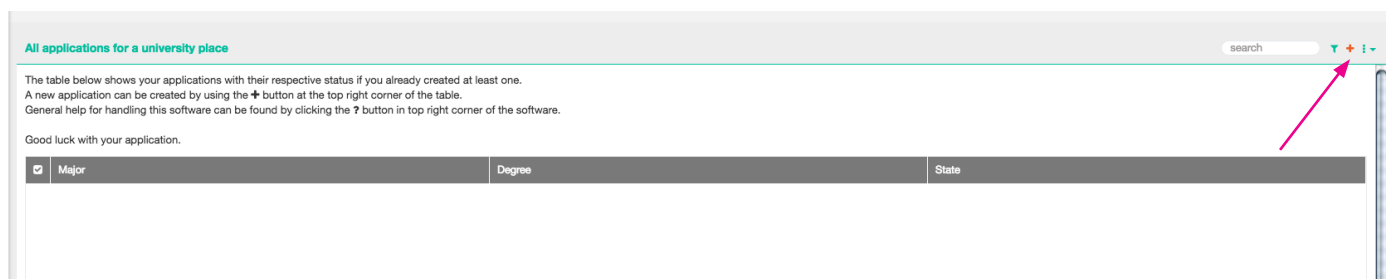 All applications for a university place
search
The table below shows your applications with their respective status if you already created at least one.
A new application can be created by using the + button at the top right corner of the table.
General help for handling this software can be found by clicking the ? button in top right corner of the software.
Good luck with your application.
Major Degree State